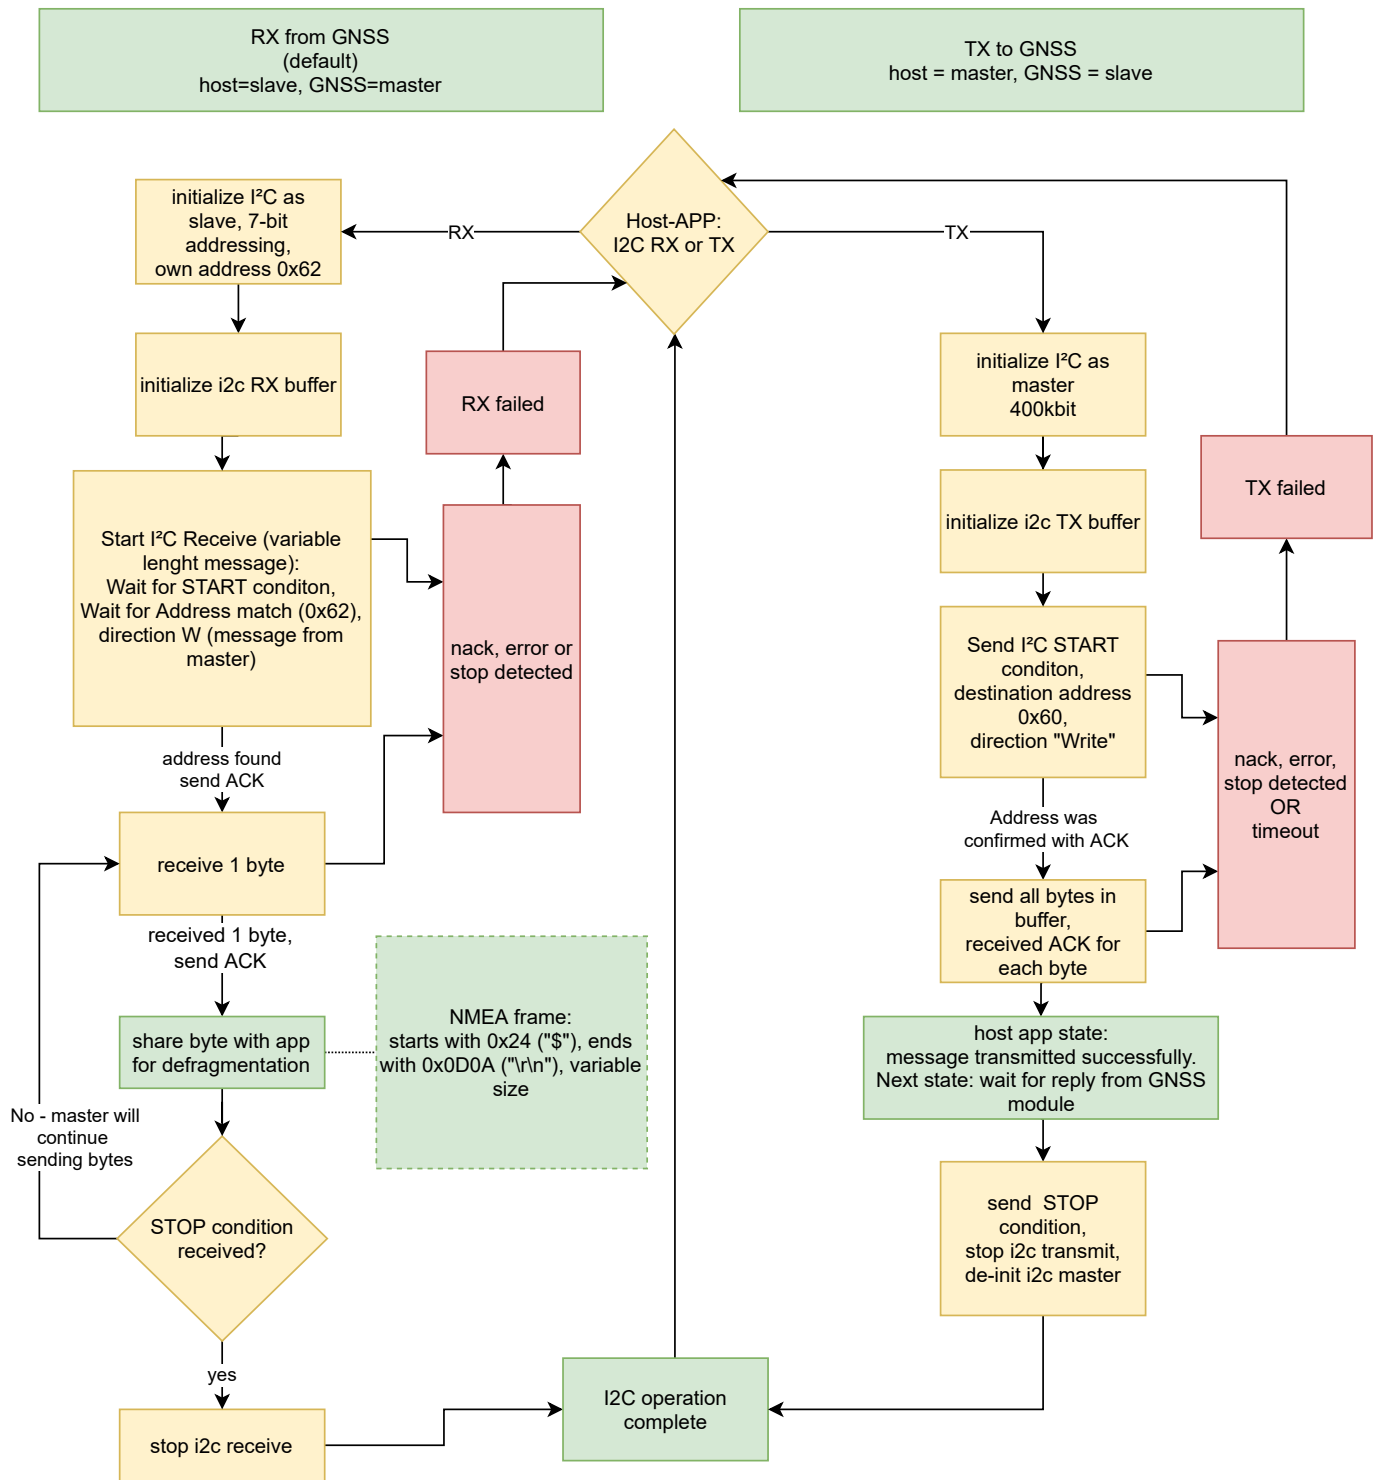 RX from GNSS
(default)
host=slave, GNSS=master
TX to GNSS
host = master, GNSS = slave
Host-APP:
I2C RX or TX
RX
TX
initialize I²C as
slave, 7-bit
addressing,
own address 0x62
initialize i2c RX buffer
RX failed
Start I²C Receive (variable
lenght message):
Wait for START conditon,
Wait for Address match (0x62),
direction W (message from
master)
nack, error or
stop detected
address found
send ACK
receive 1 byte
received 1 byte,
send ACK
share byte with app
for defragmentation
NMEA frame:
starts with 0x24 ("$"), ends
with 0x0D0A ("\r\n"), variable
size
No - master will
continue
sending bytes
STOP condition
received?
yes
stop i2c receive
I2C operation
complete
initialize I²C as
master
400kbit
initialize i2c TX buffer
TX failed
Send I²C START
conditon,
destination address
0x60,
direction "Write"
nack, error,
stop detected
OR
timeout
Address was
confirmed with ACK
send all bytes in
buffer,
received ACK for
each byte
host app state:
message transmitted successfully.
Next state: wait for reply from GNSS
module
send  STOP
condition,
stop i2c transmit,
de-init i2c master